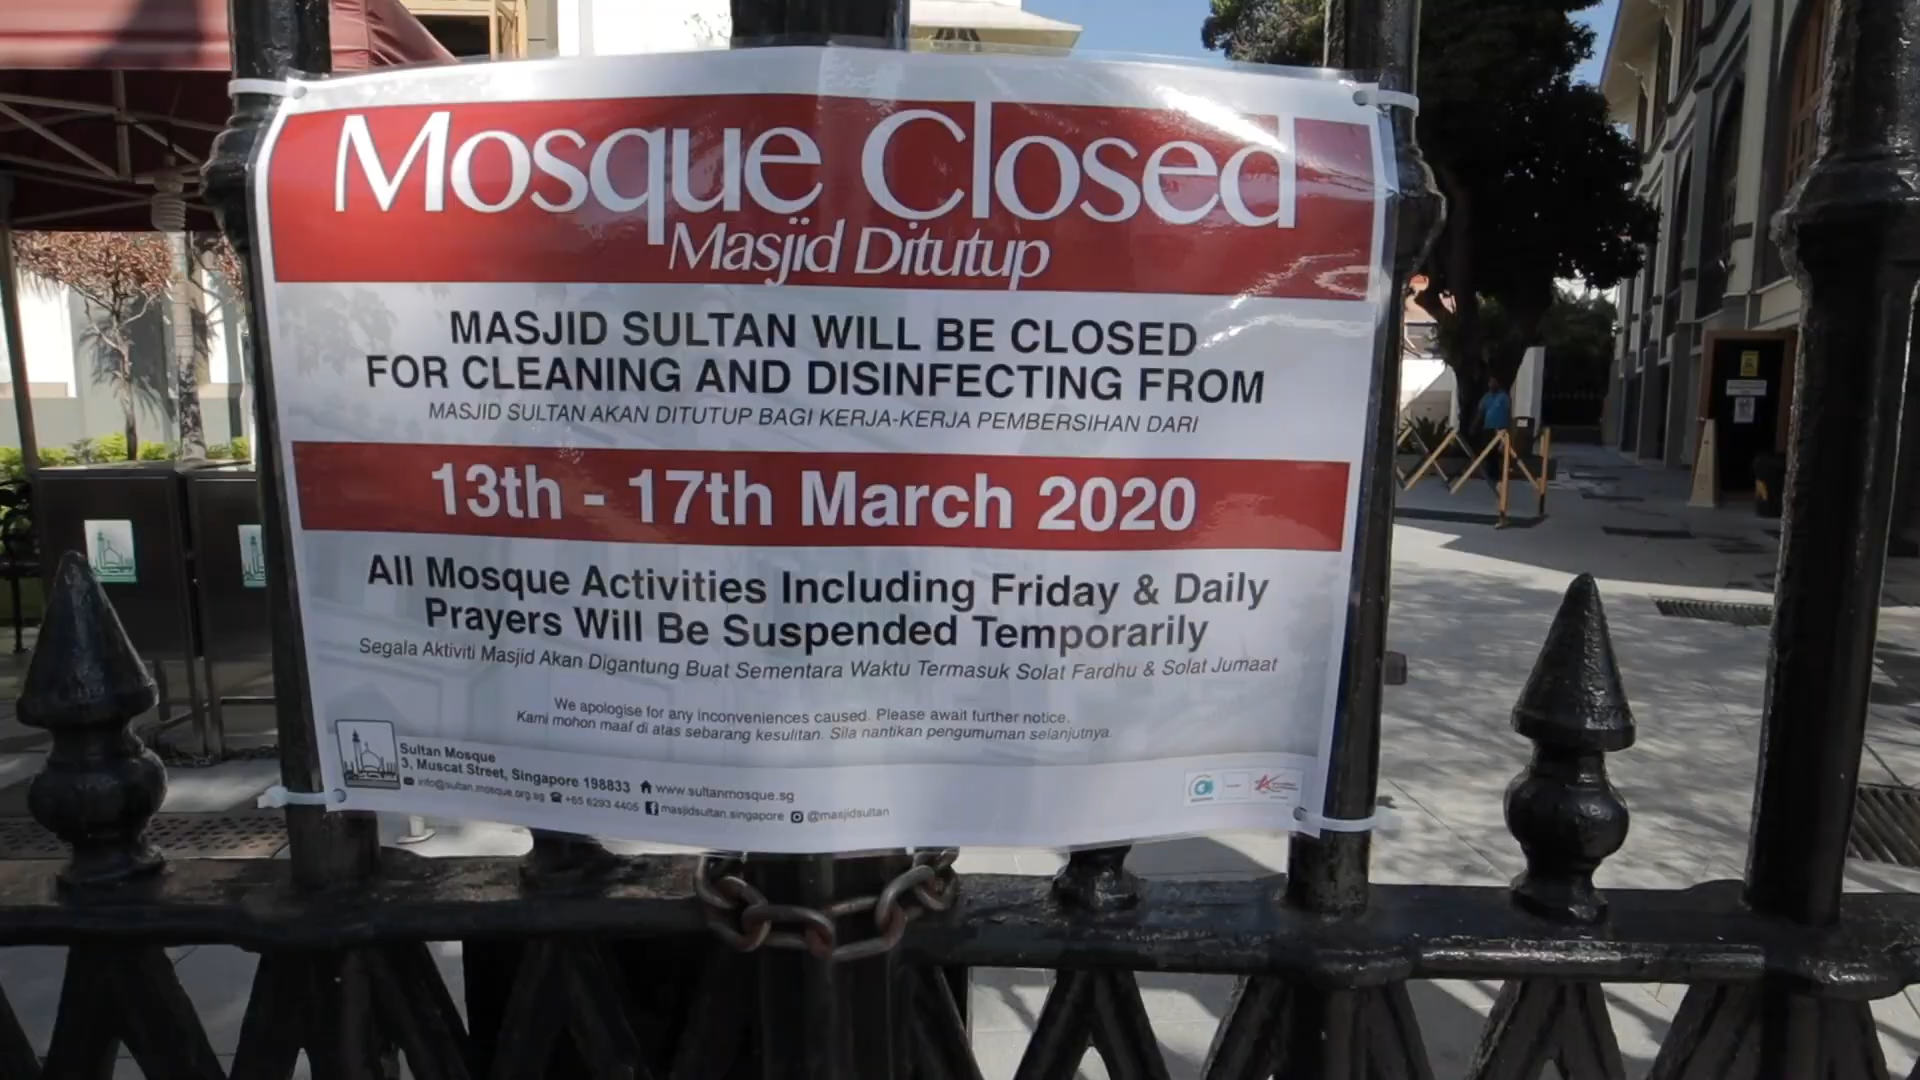 Mosque Closed
Masjid Ditutup
MASJID SULTAN WILL BE CLOSED
FOR CLEANING AND DISINFECTING FROM
MASJID SULTAN AKAN DITUTUP BAGI KERJA-KERJA PEMBERSIHAN DARI
13th - 17th March 2020
All Mosque Activities Including Friday & Daily
Prayers Will Be Suspended Temporarily
Segala Aktiviti Masjid Akan Digantung Buat Sementara Waktu Termasuk Solat Fardhu & Solat Jumaat
We apologise for any inconveniences caused. Please await further notice.
Kami mohon maaf di atas sebarang kesulitan. Sila nantikan pengumuman selanjutnya.
Sultan Mosque
3, Muscat Street, Singapore 198833 www.sultanmosque.sg
info@sultan.mosque.org.sg +65 6293 4405 masjidsultan.singapore @masjidsultan